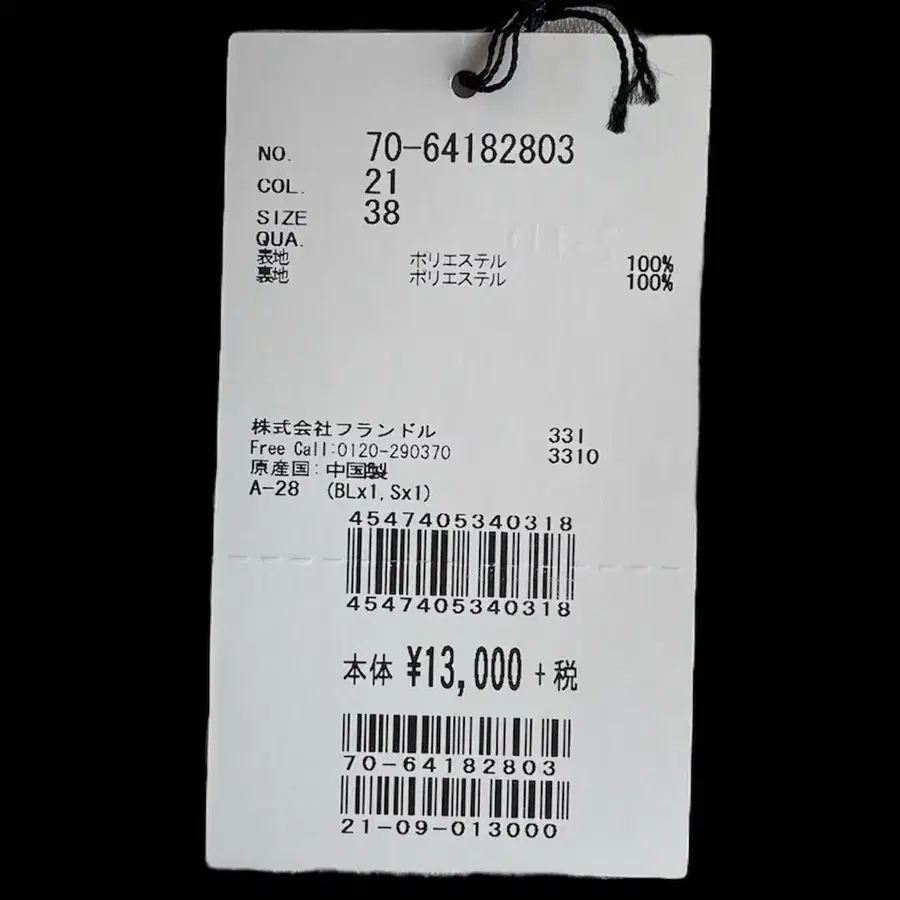 NO. 70-64182803
COL. 21
SIZE 38
QUA.
表地 ポリエステル 100%
裏地 ポリエステル 100%
株式会社フランドル 331
Free Call:0120-290370 3310
原産国:中国製
A-28 (BLx1,Sx1)
4547405340318
4547405340318
本体 ¥13,000 +税
70-64182803
21-09-013000